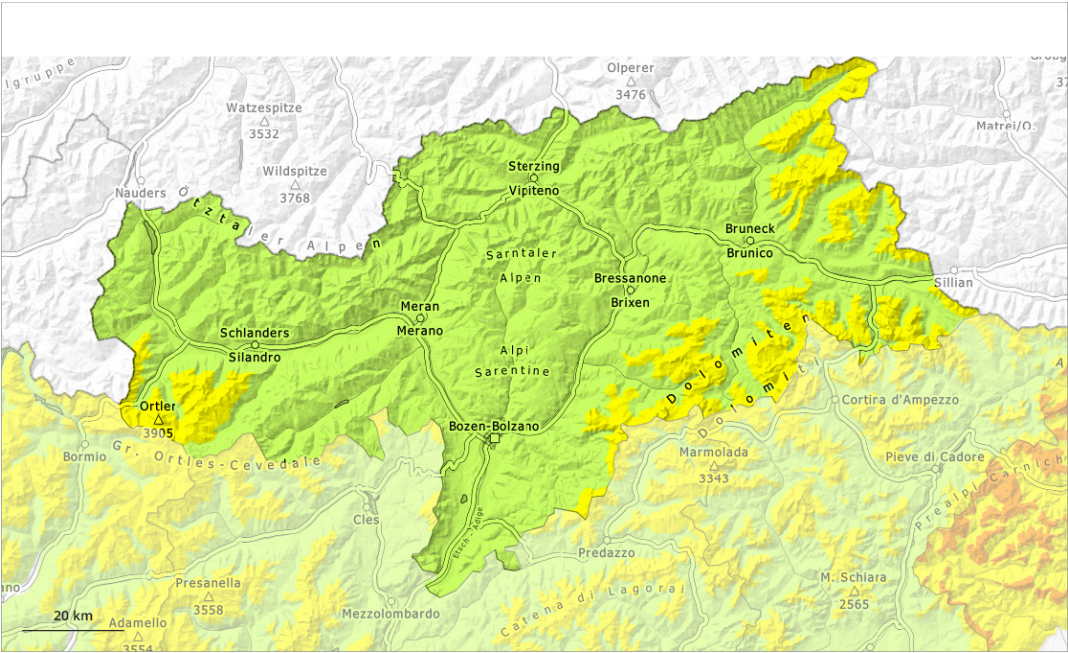 Olperer
3476
Watzespitze
3532
Matrei/O.
Sterzing
Vipiteno
Wildspitze
3768
Nauders
Ötztaler Alpen
Bruneck
Brunico
Sarntaler
Alpen
Bressanone
Brixen
Sillian
Meran
Merano
Schlanders
Silandro
Alpi
Sarentine
Dolomiten
Dolomiti
Ortler
3905
Cortina d'Ampezzo
Bozen-Bolzano
Gr. Ortles-Cevedale
Bormio
Marmolada
3343
Pieve di Cadore
Prealpi Carnich
Cles
Etsch - Adige
Predazzo
Presanella
3558
M. Schiara
2565
Catena di Lagorai
Mezzolombardo
20 km
Adamello
3554